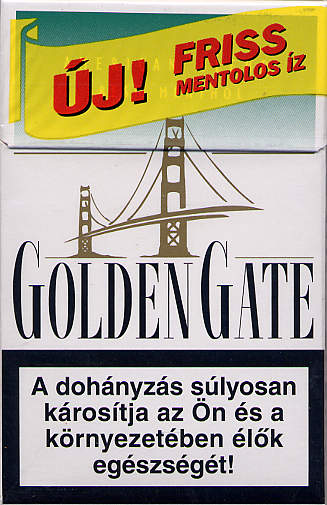 ÚJ! FRISS
MENTOLOS ÍZ
GOLDEN GATE
A dohányzás súlyosan
károsítja az Ön és a
környezetében élők
egészségét!